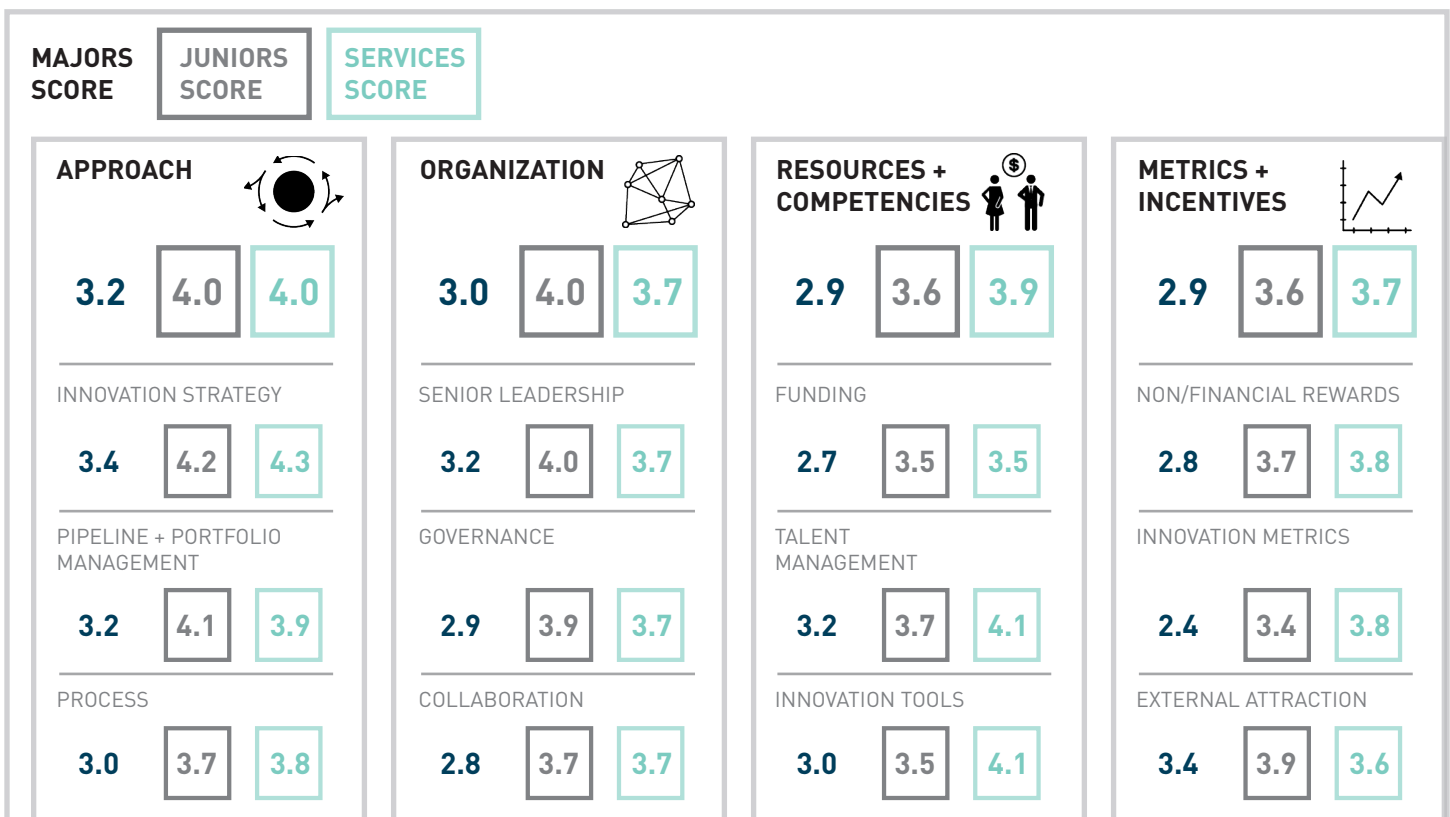 MAJORS
SCORE
JUNIORS
SCORE
SERVICES
SCORE
APPROACH
3.2 4.0 4.0
INNOVATION STRATEGY
3.4 4.2 4.3
PIPELINE + PORTFOLIO
MANAGEMENT
3.2 4.1 3.9
PROCESS
3.0 3.7 3.8
ORGANIZATION
3.0 4.0 3.7
SENIOR LEADERSHIP
3.2 4.0 3.7
GOVERNANCE
2.9 3.9 3.7
COLLABORATION
2.8 3.7 3.7
RESOURCES +
COMPETENCIES
$
2.9 3.6 3.9
FUNDING
2.7 3.5 3.5
TALENT
MANAGEMENT
3.2 3.7 4.1
INNOVATION TOOLS
3.0 3.5 4.1
METRICS +
INCENTIVES
2.9 3.6 3.7
NON/FINANCIAL REWARDS
2.8 3.7 3.8
INNOVATION METRICS
2.4 3.4 3.8
EXTERNAL ATTRACTION
3.4 3.9 3.6